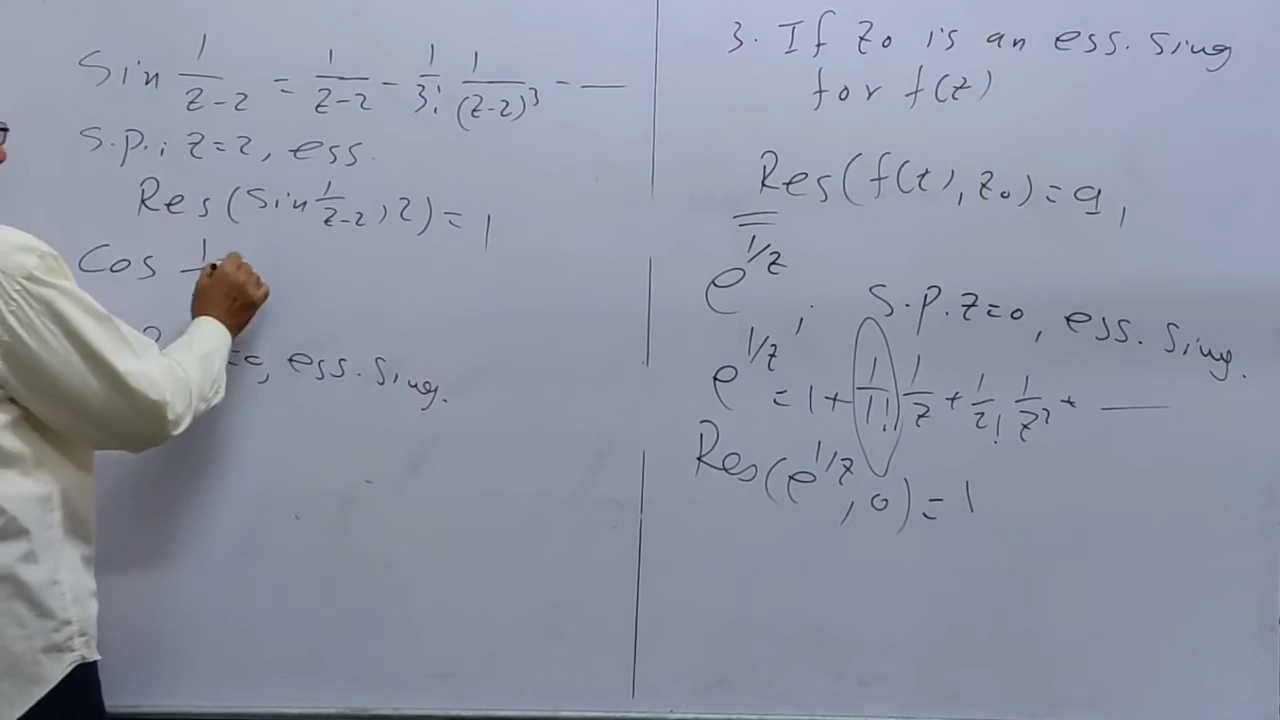 Sin 1/(z-2) = 1/(z-2) - 1/3! 1/(z-2)^3 - ---
S.p.; z=2, ess.
Res(Sin 1/(z-2), 2) = 1
Cos 1
=0, ess. Sing.
3. If z0 is an ess. Sing
for f(z)
Res(f(z), z0) = a1
e^1/z ; S.P. z=0, ess. Sing.
e^1/z = 1 + 1/1! 1/z + 1/2! 1/z^2 + ---
Res(e^1/z, 0) = 1